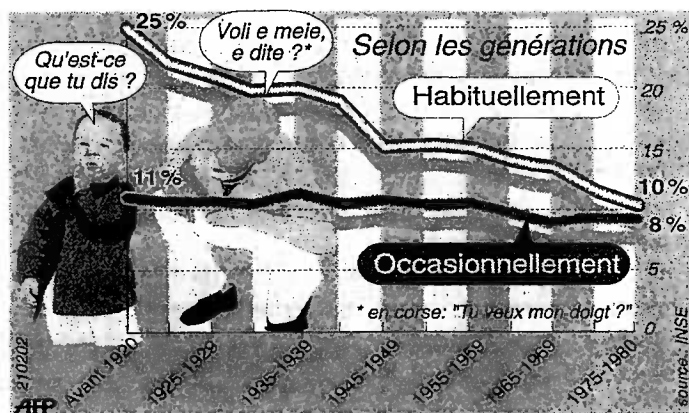 25 %
Voli e meie,
e dite ?*
Selon les générations
25 %
Qu'est-ce
que tu dis ?
20
Habituellement
15
11 %
10 %
8 %
Occasionnellement
5
* en corse: "Tu veux mon doigt ?"
0
Avant 1920
1925-1929
1935-1939
1945-1949
1955-1959
1965-1969
1975-1980
210202
AFP
source: INSE